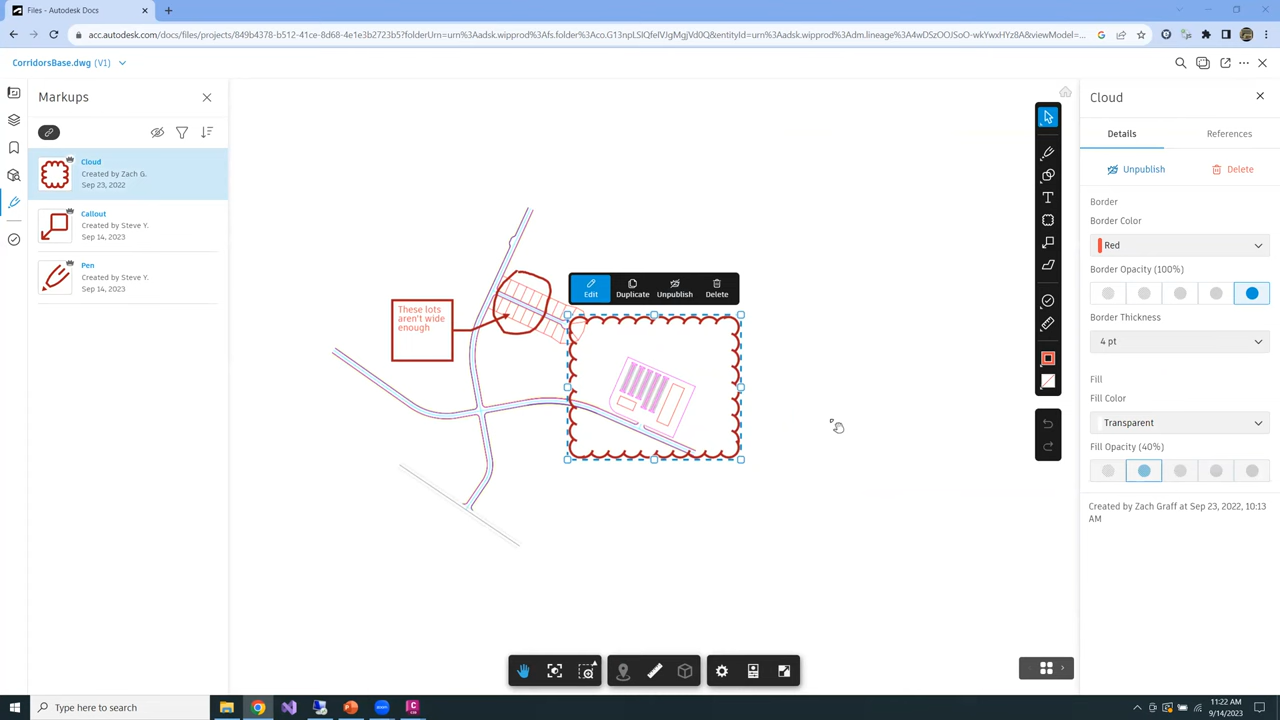 Files - Autodesk Docs
acc.autodesk.com/docs/files/projects/849b4378-b512-41ce-8d68-4e1e3b2723b5?folderUrn=urn%3Aadsk.wipprod%3Afs.folder%3Aco.G13npLSlQfelVJgMgjVd0Q&entityId=urn%3Aadsk.wipprod%3Adm.lineage%3A4wDSzOOJSoO-wkYwxHYz8A&viewModel=...
CorridorsBase.dwg (V1)
Markups
Cloud
Created by Zach G.
Sep 23, 2022
Callout
Created by Steve Y.
Sep 14, 2023
Pen
Created by Steve Y.
Sep 14, 2023
These lots
aren't wide
enough
Edit
Duplicate
Unpublish
Delete
Cloud
Details
References
Unpublish
Delete
Border
Border Color
Red
Border Opacity (100%)
Border Thickness
4 pt
Fill
Fill Color
Transparent
Fill Opacity (40%)
Created by Zach Graff at Sep 23, 2022, 10:13
AM
Type here to search
11:22 AM
9/14/2023